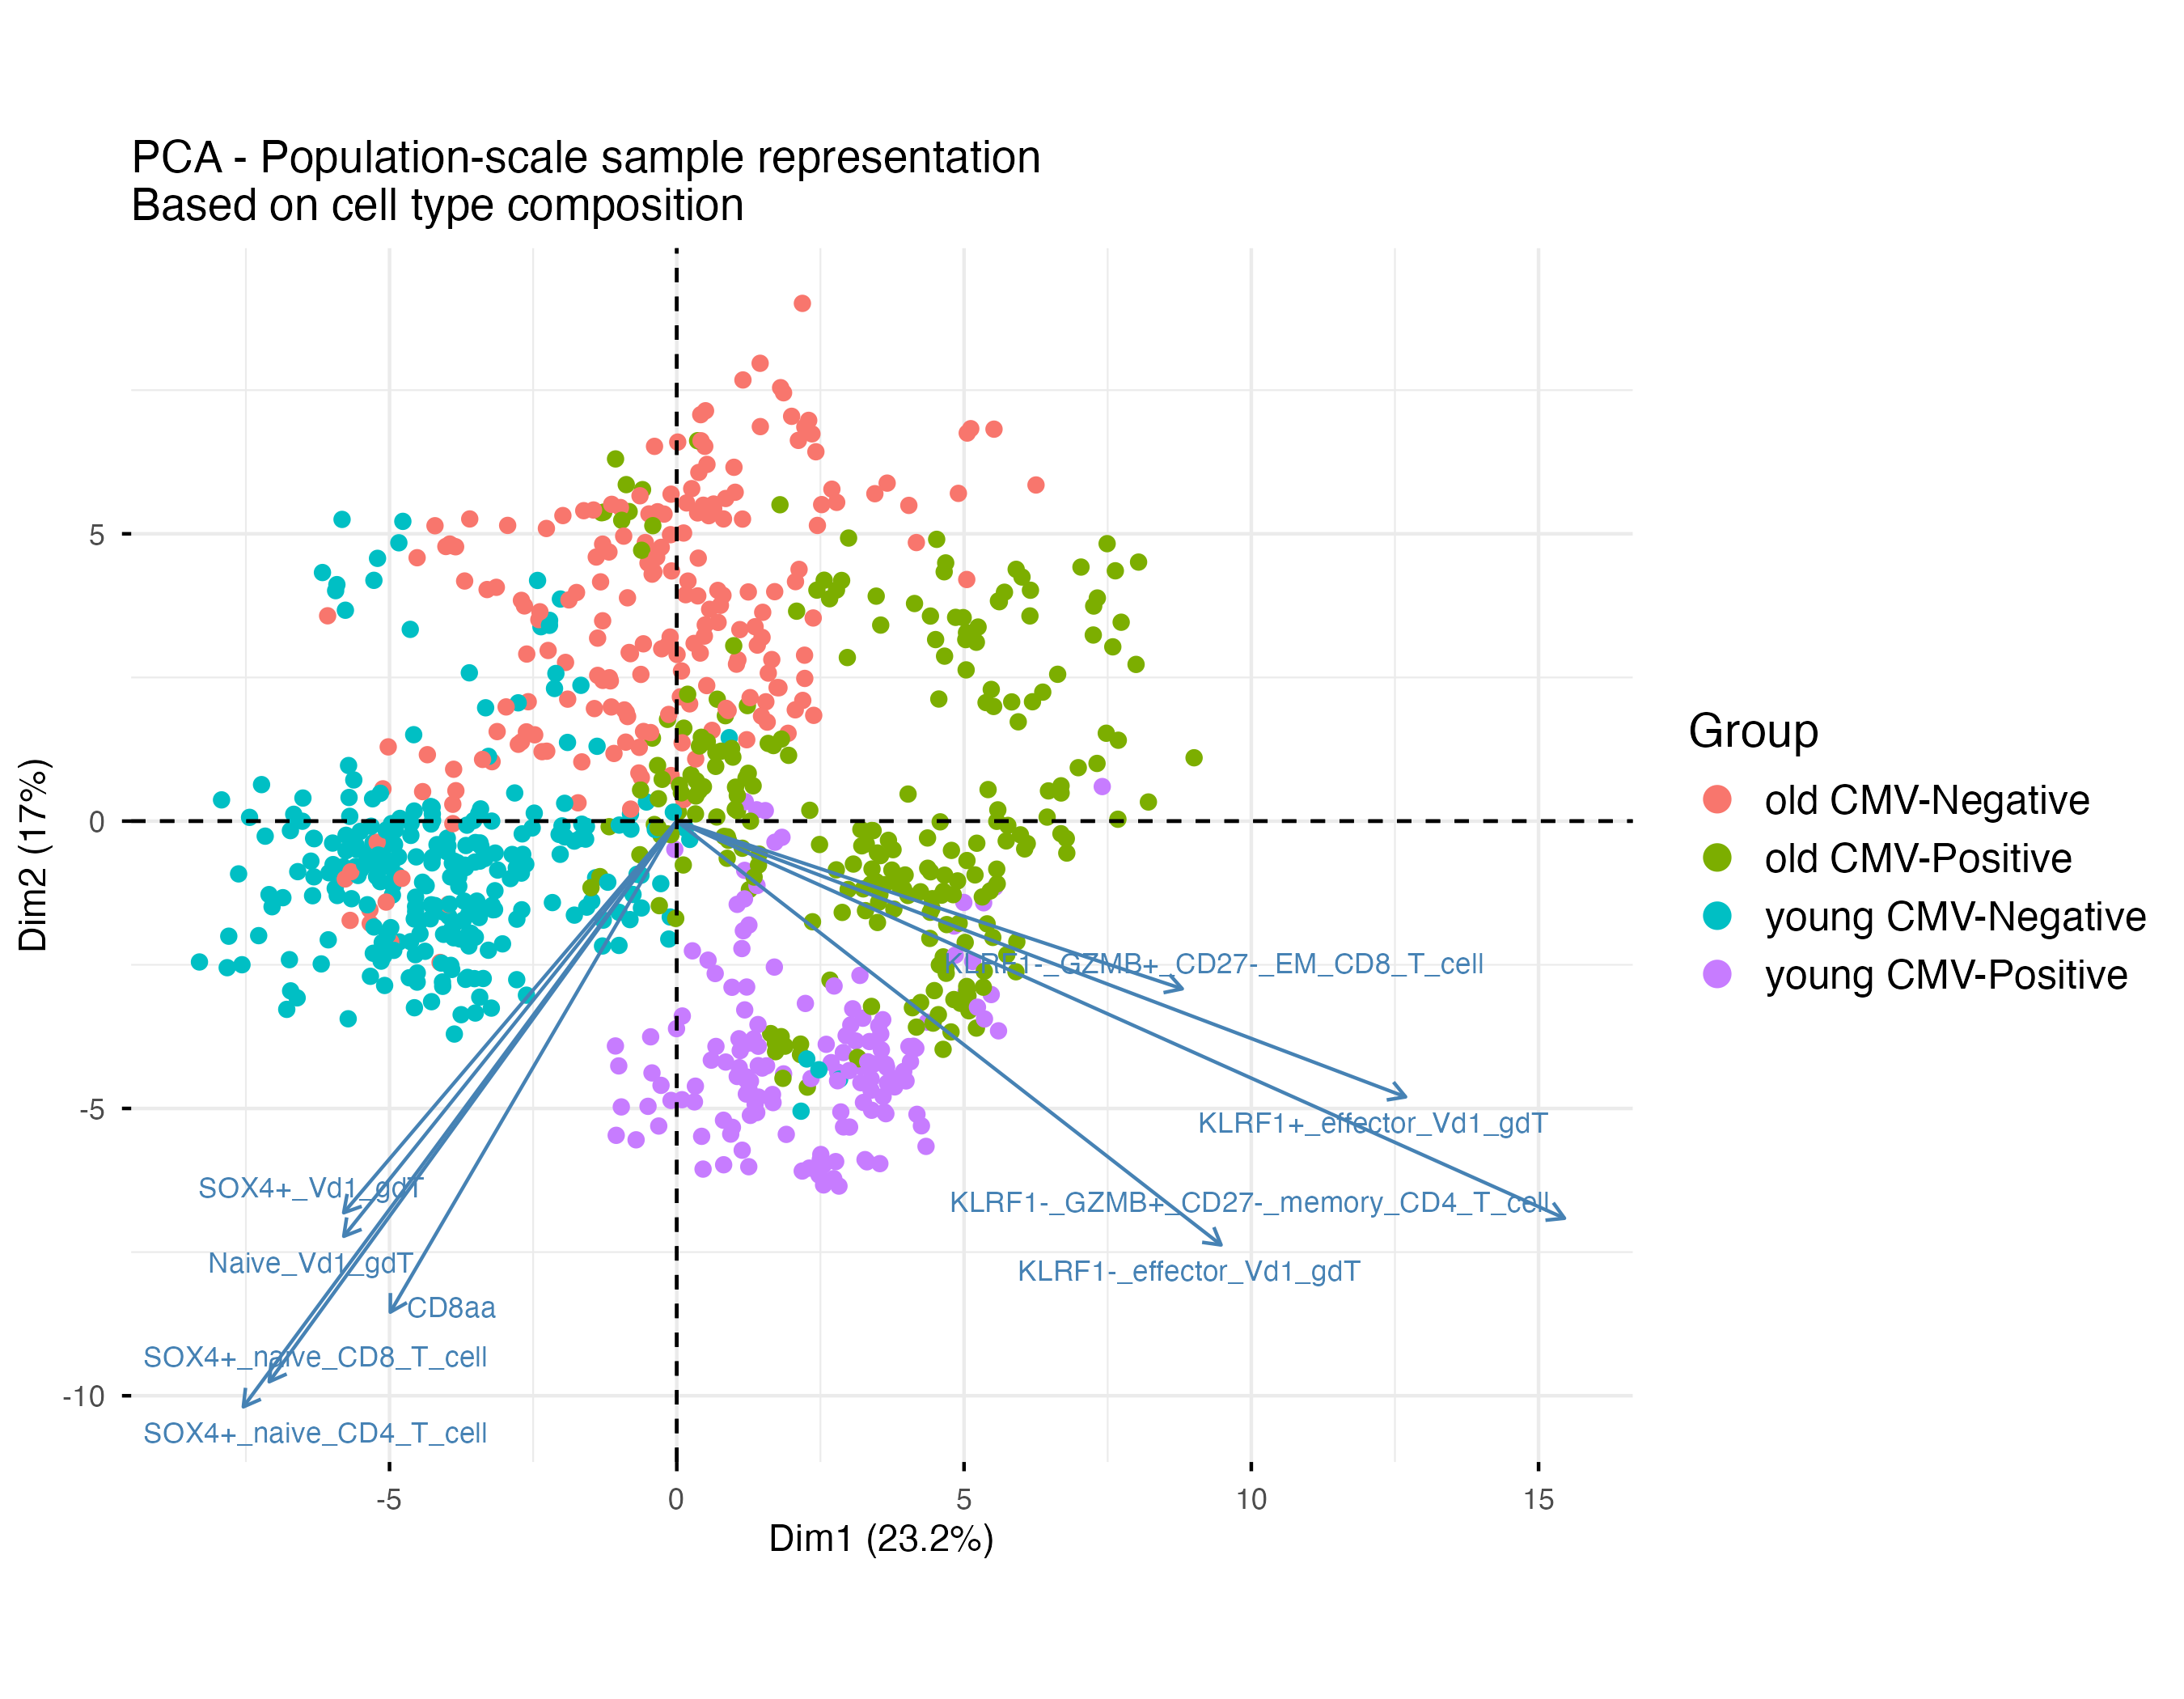 PCA - Population-scale sample representation
Based on cell type composition
Dim2 (17%)
5
0
-5
-10
KLRF1-_GZMB+_CD27-_EM_CD8_T_cell
KLRF1+_effector_Vd1_gdT
SOX4+_Vd1_gdT
KLRF1-_GZMB+_CD27-_memory_CD4_T_cell
Naive_Vd1_gdT
KLRF1-_effector_Vd1_gdT
CD8aa
SOX4+_naive_CD8_T_cell
SOX4+_naive_CD4_T_cell
-5
0
5
10
15
Dim1 (23.2%)
Group
old CMV-Negative
old CMV-Positive
young CMV-Negative
young CMV-Positive